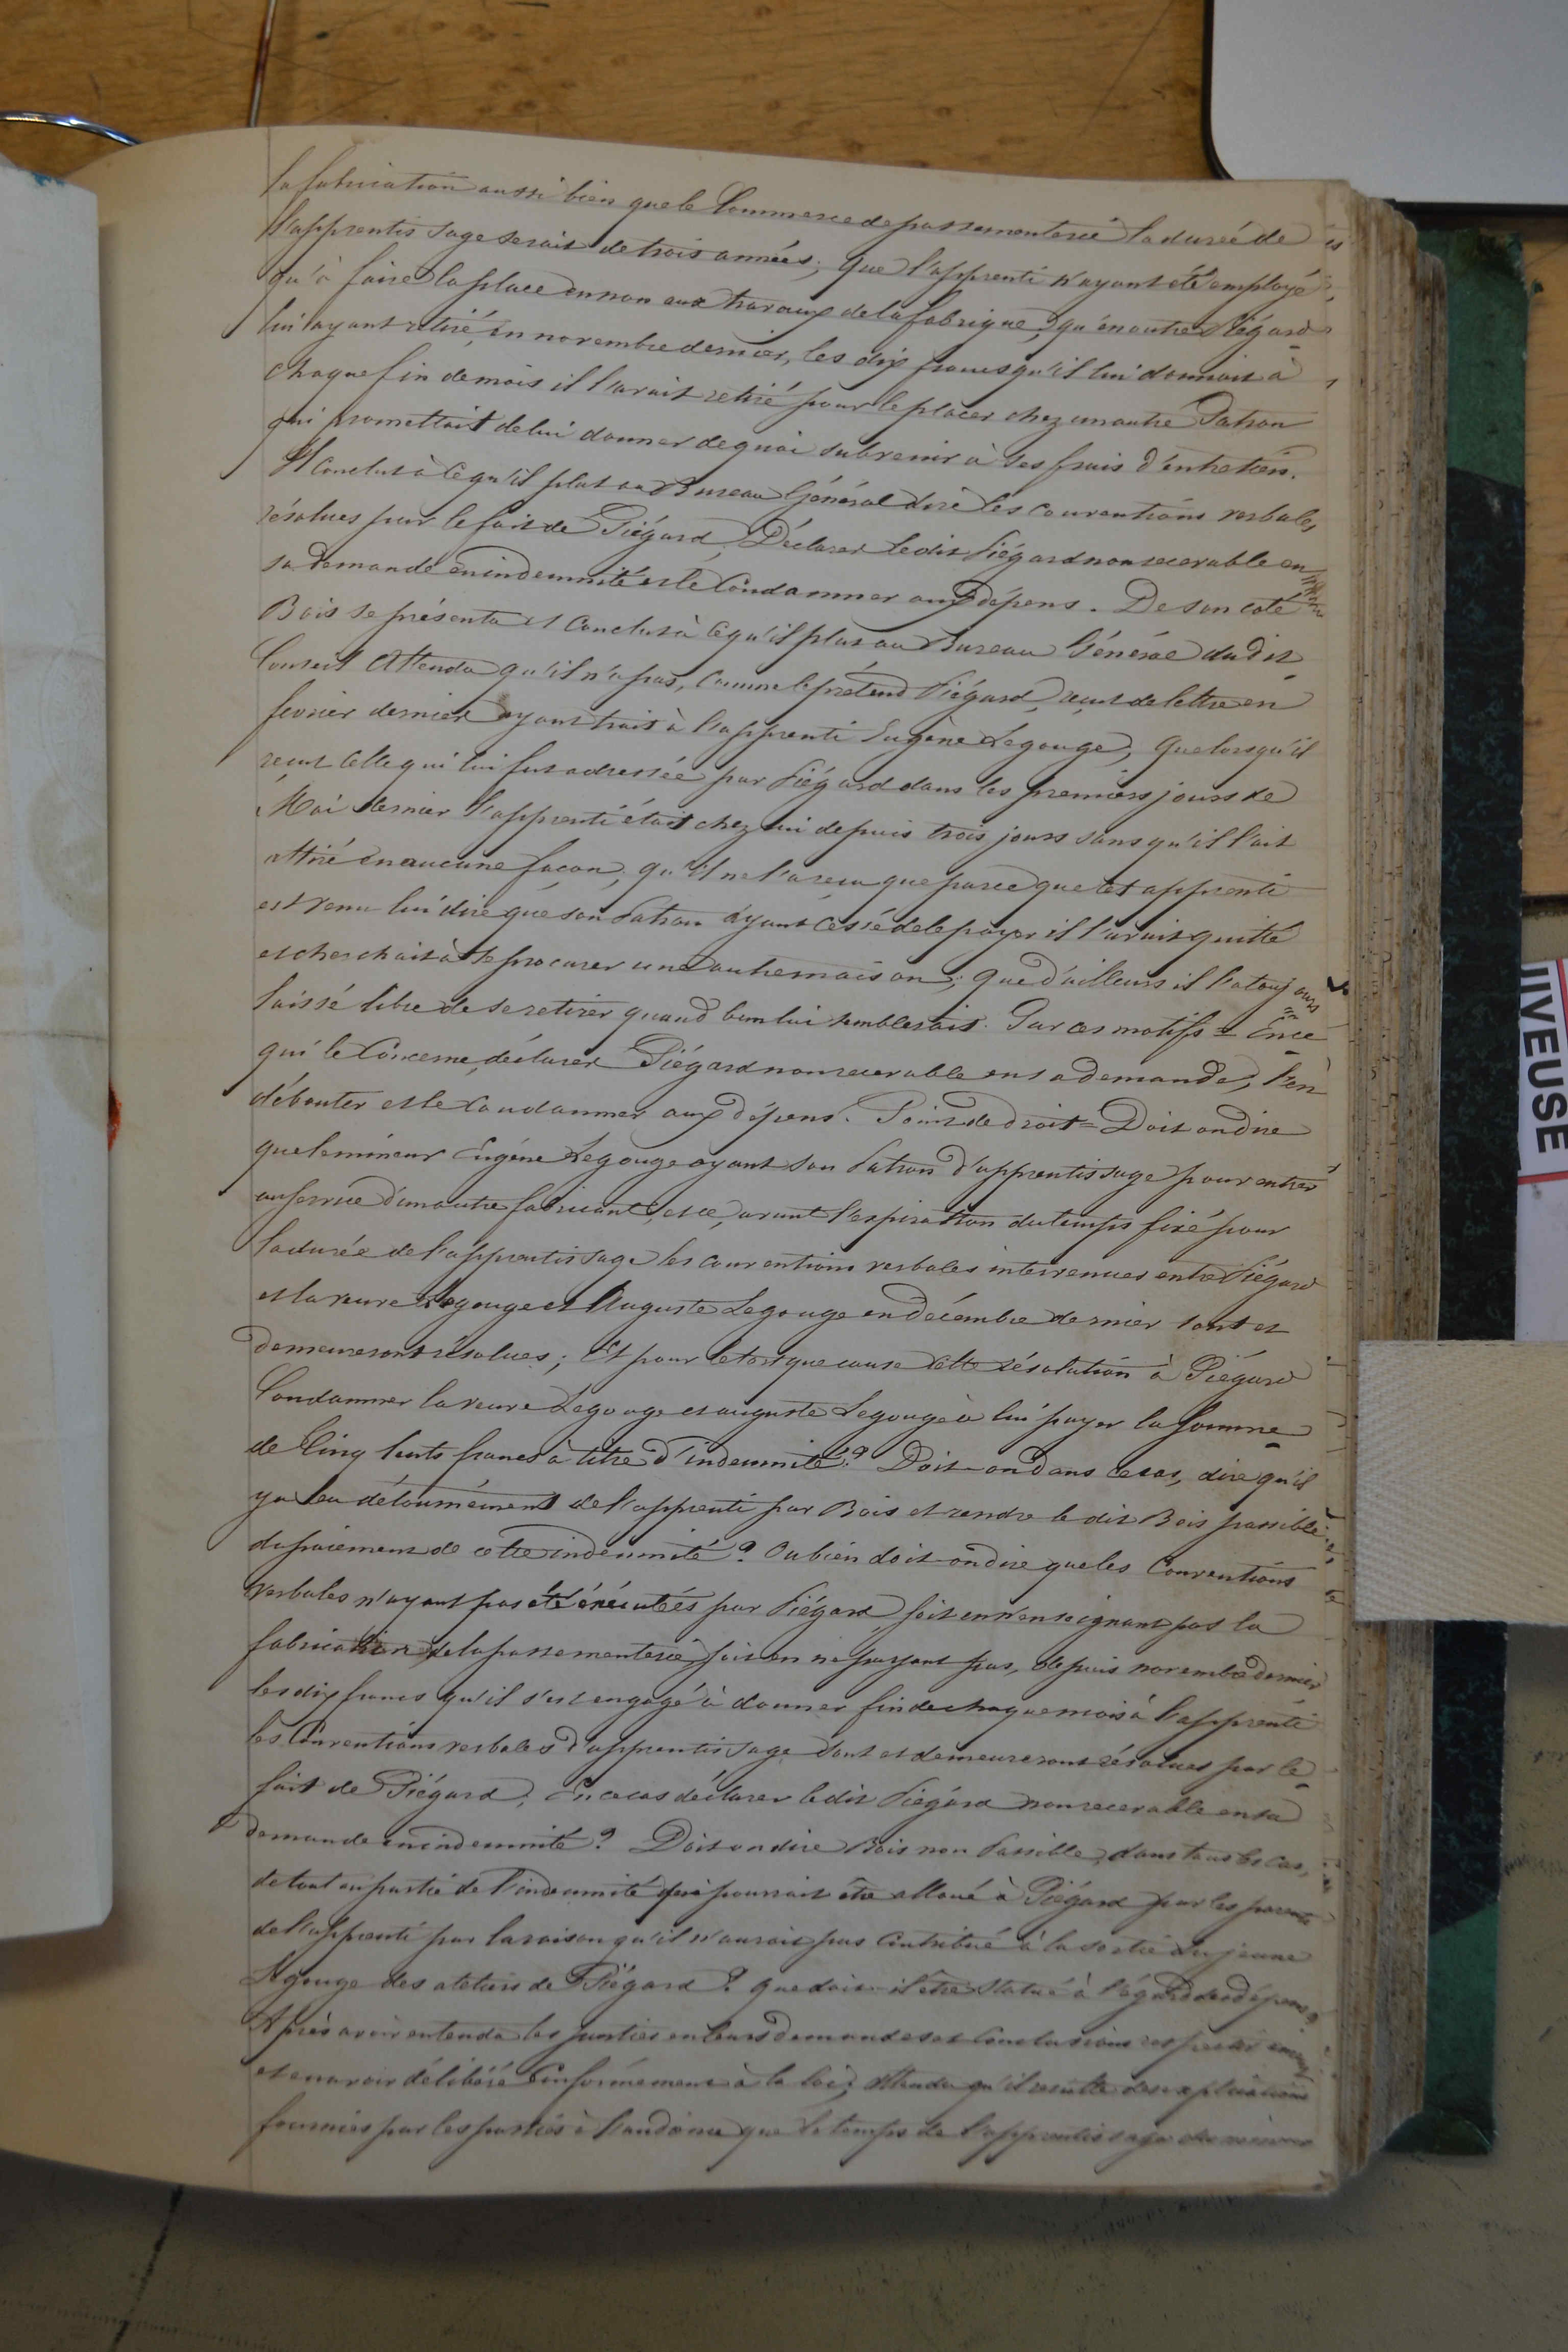 la fabrication aussi bien que le Commerce de passementerie la durée de
l'apprentissage serait de trois années; que l'apprenti n'ayant été employé
qu'à faire la place en non aux travaux de la fabrique; qu'en outre Piégard
lui ayant retiré, en novembre dernier, les dix francs qu'il lui donnait à
chaque fin de mois il l'avait retiré pour le placer chez un autre Patron
qui promettait de lui donner de quoi subvenir à ses frais d'entretien.
Il conclut à ce qu'il plut au Bureau Général dire les conventions verbales
résolues par le fait de Piégard; Déclarer ledit Piégard non recevable en
sa demande en indemnité et le Condamner aux dépens. De son coté
Bois se présenta et conclut à ce qu'il plut au Bureau Général du dit
Conseil Attendu qu'il n'a pas, comme le prétend Piégard, reçut de lettre en
fevrier dernier ayant trait à l'apprenti Eugène Legouge, que lorsqu'il
reçut celle qui lui fut adressée par Piégard dans les premiers jours de
Mai dernier l'apprenti était chez lui depuis trois jours sans qu'il l'ait
attiré en aucune façon; qu'il ne l'a reçu que parce que cet apprenti
est venu lui dire que son Patron ayant cessé de le payer il l'avait quitté
et cherchait à se procurer une autre maison; que d'ailleurs il l'a toujours
laissé libre de se retirer quand bon lui semblerait. Par ces motifs = En ce
qui le Concerne, déclarer Piégard non recevable en sa demande, l'en
débouter et le condamner aux dépens. Point de droit = Doit on dire
que le mineur Eugène Legouge ayant son Patron d'apprentissage pour entrer
au service d'un autre fabricant, et ce, avant l'expiration du temps fixé pour
la durée de l'apprentissage les conventions verbales intervenues entre Piégard
et la veuve Legouge et Auguste Legouge en décembre dernier sont et
demeureront résolues; Et pour le tort que cause cette résolution à Piégard
Condamner la veuve Legouge et auguste Legouge à lui payer la somme
de Cinq Cents francs à titre d'indemnité? Doit-on dans ce cas, dire qu'il
y a eu détournement de l'apprenti par Bois et rendre le dit Bois passible
du paiement de cette indemnité? Ou bien doit-on dire que les Conventions
verbales n'ayant pas été éxécutées par Piégard soit en n'enseignant pas la
fabrication de la passementerie, soit en ne payant pas, depuis novembre dernier
les dix francs qu'il s'est engagé à donner fin de chaque mois à l'apprenti
les Conventions verbales d'apprentissage sont et demeureront résolues par le
fait de Piégard; En ce cas déclarer ledit Piégard non recevable en sa
demande en indemnité? Doit on dire Bois non Passible, dans tous les cas,
de tout ou partie de l'indemnité qui pourrait être alloué à Piégard par les parents
de l'apprenti par la raison qu'il n'aurait pas Contribué à la sortie du jeune
Legouge des ateliers de Piégard? Que doit-il être Statué à l'égard des dépens?
Après avoir entendu les parties en leurs demandes et Conclusions respectivement
et en avoir délibéré Conformément à la loi; Attendu qu'il résulte des explications
fournies par les parties à l'audience que le temps de l'apprentissage du mineur
IVEUSE